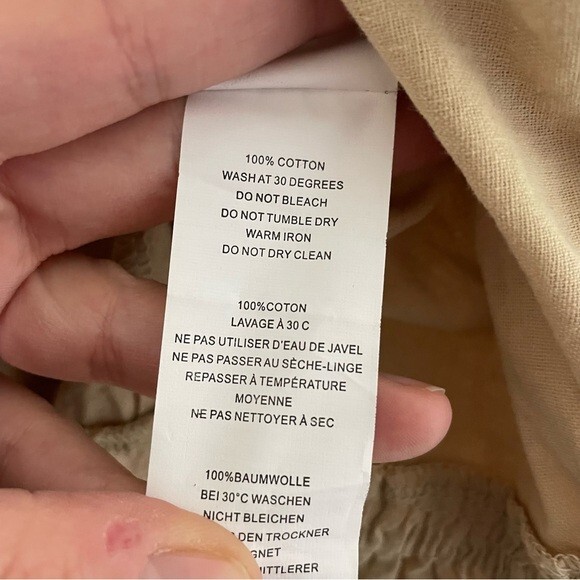 100% COTTON
WASH AT 30 DEGREES
DO NOT BLEACH
DO NOT TUMBLE DRY
WARM IRON
DO NOT DRY CLEAN
100%COTON
LAVAGE À 30 C
NE PAS UTILISER D'EAU DE JAVEL
NE PAS PASSER AU SÈCHE-LINGE
REPASSER À TEMPÉRATURE
MOYENNE
NE PAS NETTOYER À SEC
100%BAUMWOLLE
BEI 30°C WASCHEN
NICHT BLEICHEN
DEN TROCKNER